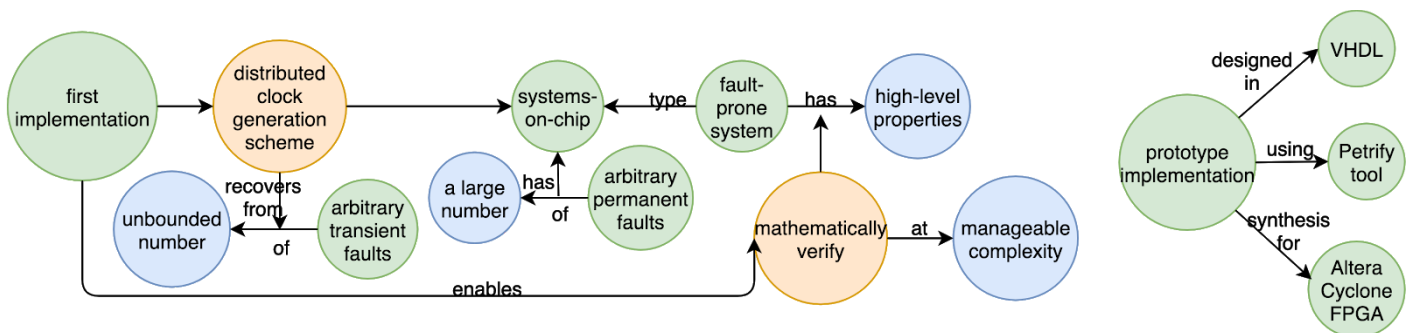 first
implementation
distributed
clock
generation
scheme
systems-
on-chip
type
fault-
prone
system
has
high-level
properties
recovers
from
unbounded
number
of
arbitrary
transient
faults
a large
number
has
of
arbitrary
permanent
faults
mathematically
verify
at
manageable
complexity
enables
prototype
implementation
designed
in
VHDL
using
Petrify
tool
synthesis
for
Altera
Cyclone
FPGA